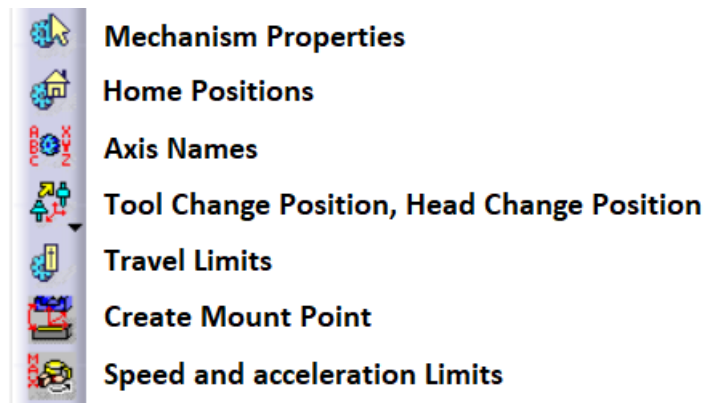 Mechanism Properties
Home Positions
A X
B Y
C Z
Axis Names
Tool Change Position, Head Change Position
Travel Limits
Create Mount Point
MAX
Speed and acceleration Limits